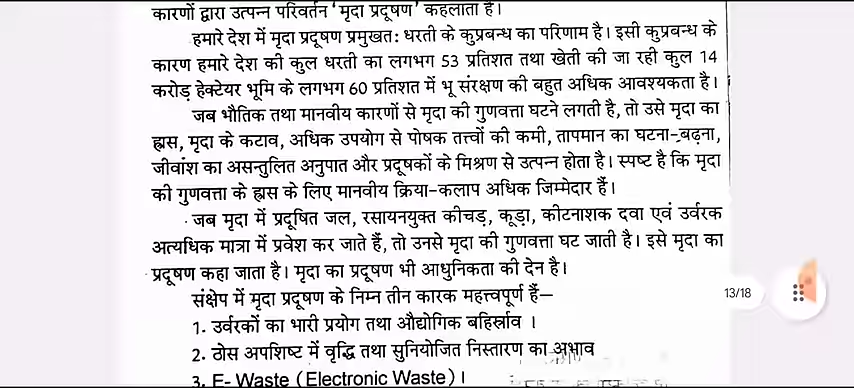 कारणों द्वारा उत्पन्न परिवर्तन 'मृदा प्रदूषण' कहलाता है।
हमारे देश में मृदा प्रदूषण प्रमुखतः धरती के कुप्रबन्ध का परिणाम है। इसी कुप्रबन्ध के
कारण हमारे देश की कुल धरती का लगभग 53 प्रतिशत तथा खेती की जा रही कुल 14
करोड़ हेक्टेयर भूमि के लगभग 60 प्रतिशत में भू संरक्षण की बहुत अधिक आवश्यकता है।
जब भौतिक तथा मानवीय कारणों से मृदा की गुणवत्ता घटने लगती है, तो उसे मृदा का
ह्रास, मृदा के कटाव, अधिक उपयोग से पोषक तत्त्वों की कमी, तापमान का घटना-बढ़ना,
जीवांश का असन्तुलित अनुपात और प्रदूषकों के मिश्रण से उत्पन्न होता है। स्पष्ट है कि मृदा
की गुणवत्ता के ह्रास के लिए मानवीय क्रिया-कलाप अधिक जिम्मेदार हैं।
जब मृदा में प्रदूषित जल, रसायनयुक्त कीचड़, कूड़ा, कीटनाशक दवा एवं उर्वरक
अत्यधिक मात्रा में प्रवेश कर जाते हैं, तो उनसे मृदा की गुणवत्ता घट जाती है। इसे मृदा का
प्रदूषण कहा जाता है। मृदा का प्रदूषण भी आधुनिकता की देन है।
संक्षेप में मृदा प्रदूषण के निम्न तीन कारक महत्त्वपूर्ण हैं—
13/18
1. उर्वरकों का भारी प्रयोग तथा औद्योगिक बहिर्स्राव ।
2. ठोस अपशिष्ट में वृद्धि तथा सुनियोजित निस्तारण का अभाव
3. E- Waste (Electronic Waste)।